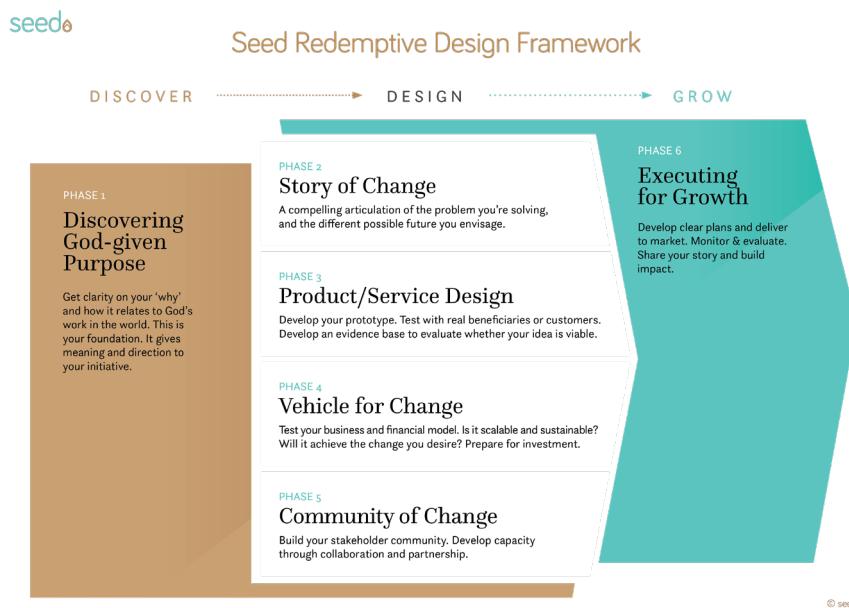 seed
Seed Redemptive Design Framework
DISCOVER
DESIGN
GROW
PHASE 1
Discovering
God-given
Purpose
Get clarity on your ‘why’
and how it relates to God’s
work in the world. This is
your foundation. It gives
meaning and direction to
your initiative.
PHASE 2
Story of Change
A compelling articulation of the problem you’re solving,
and the different possible future you envisage.
PHASE 3
Product/Service Design
Develop your prototype. Test with real beneficiaries or customers.
Develop an evidence base to evaluate whether your idea is viable.
PHASE 4
Vehicle for Change
Test your business and financial model. Is it scalable and sustainable?
Will it achieve the change you desire? Prepare for investment.
PHASE 5
Community of Change
Build your stakeholder community. Develop capacity
through collaboration and partnership.
PHASE 6
Executing
for Growth
Develop clear plans and deliver
to market. Monitor & evaluate.
Share your story and build
impact.
©